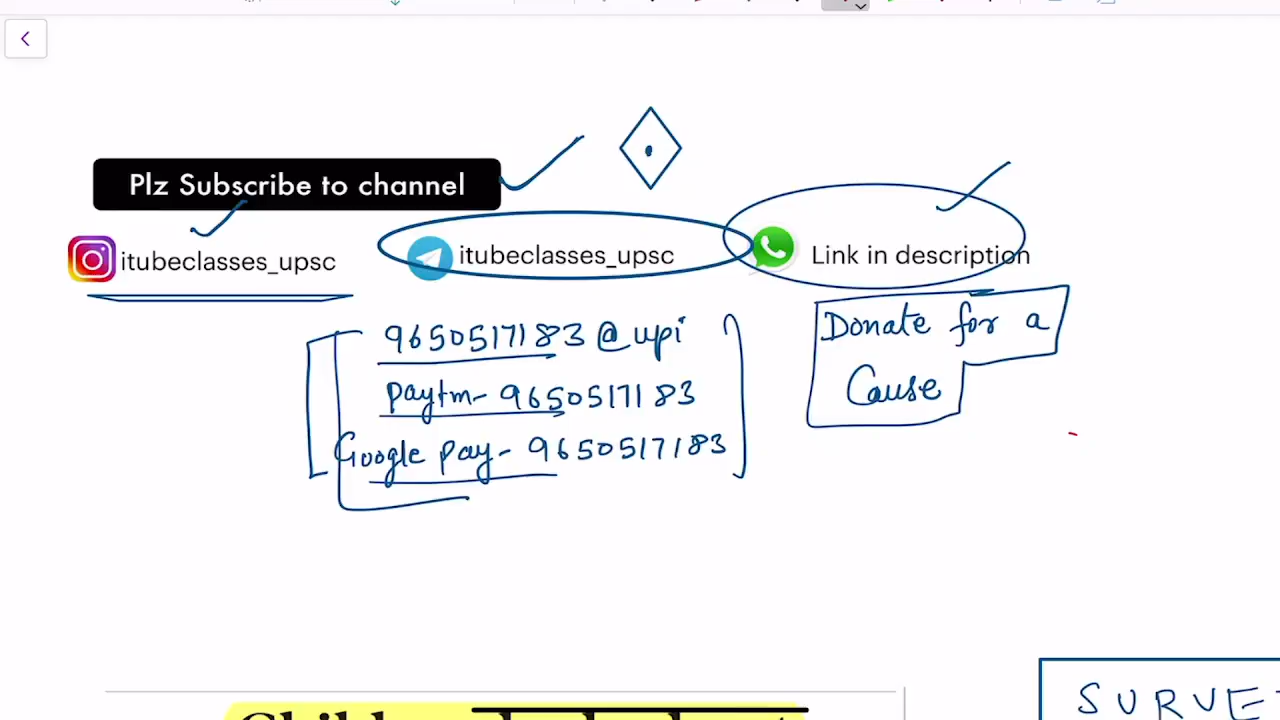 Plz Subscribe to channel
itubeclasses_upsc
itubeclasses_upsc
Link in description
9650517183@upi
Donate for a
Cause
paytm- 9650517183
Google pay- 9650517183